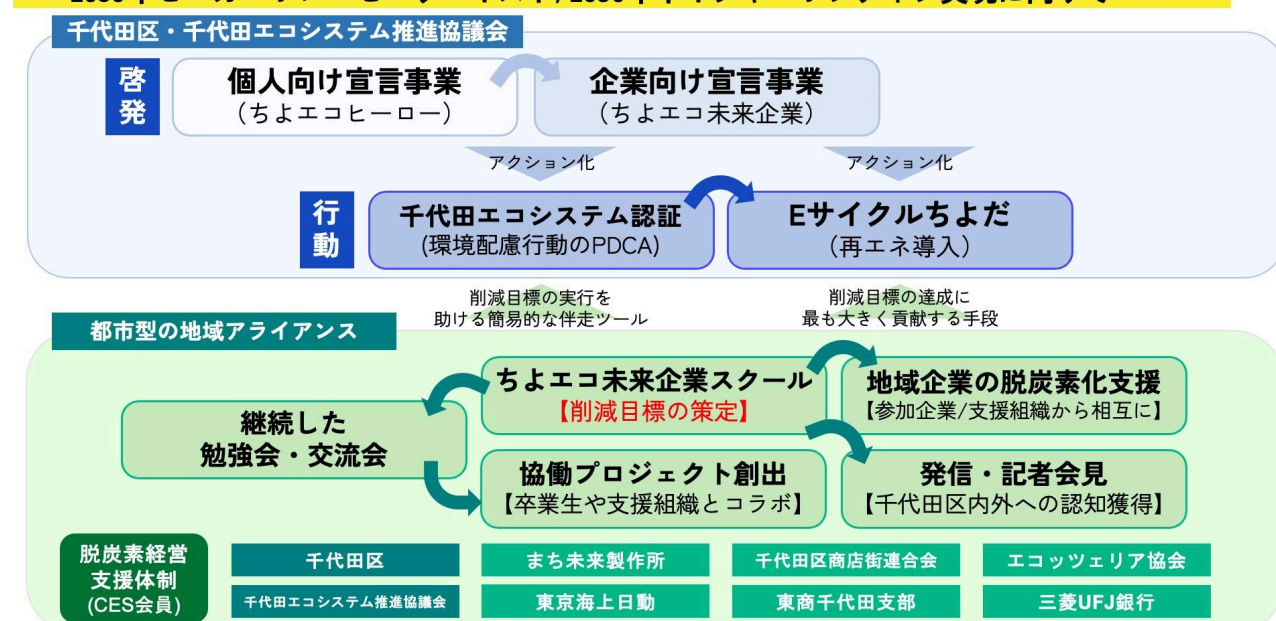 千代田区・千代田エコシステム推進協議会
啓発
個人向け宣言事業
（ちよエコヒーロー）
企業向け宣言事業
（ちよエコ未来企業）
アクション化
アクション化
行動
千代田エコシステム認証
(環境配慮行動のPDCA)
Eサイクルちよだ
（再エネ導入）
削減目標の実行を
助ける簡易的な伴走ツール
削減目標の達成に
最も大きく貢献する手段
都市型の地域アライアンス
ちよエコ未来企業スクール
【削減目標の策定】
地域企業の脱炭素化支援
【参加企業/支援組織から相互に】
継続した
勉強会・交流会
協働プロジェクト創出
【卒業生や支援組織とコラボ】
発信・記者会見
【千代田区内外への認知獲得】
脱炭素経営
支援体制
(CES会員)
千代田区
まち未来製作所
千代田区商店街連合会
エコッツェリア協会
千代田エコシステム推進協議会
東京海上日動
東商千代田支部
三菱UFJ銀行